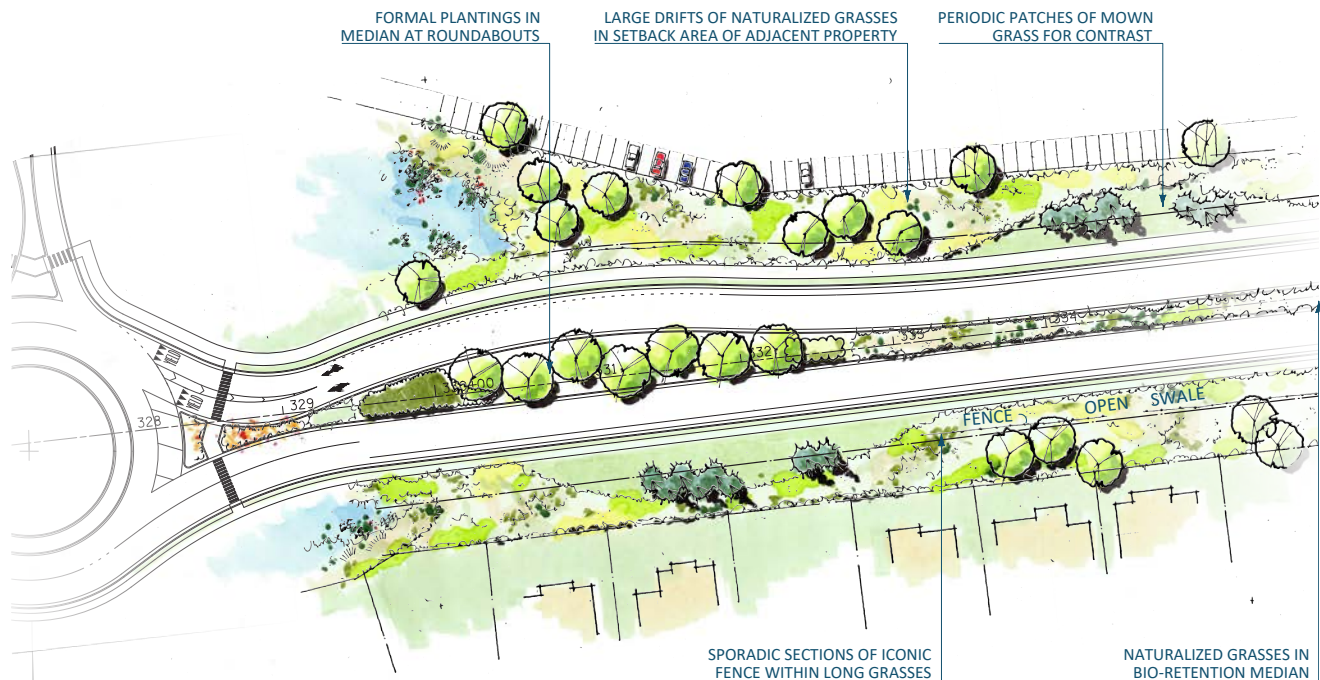 FORMAL PLANTINGS IN
MEDIAN AT ROUNDABOUTS
LARGE DRIFTS OF NATURALIZED GRASSES
IN SETBACK AREA OF ADJACENT PROPERTY
PERIODIC PATCHES OF MOWN
GRASS FOR CONTRAST
YIELD
YIELD
328
329
31
32
333
334
FENCE
OPEN SWALE
SPORADIC SECTIONS OF ICONIC
FENCE WITHIN LONG GRASSES
NATURALIZED GRASSES IN
BIO-RETENTION MEDIAN